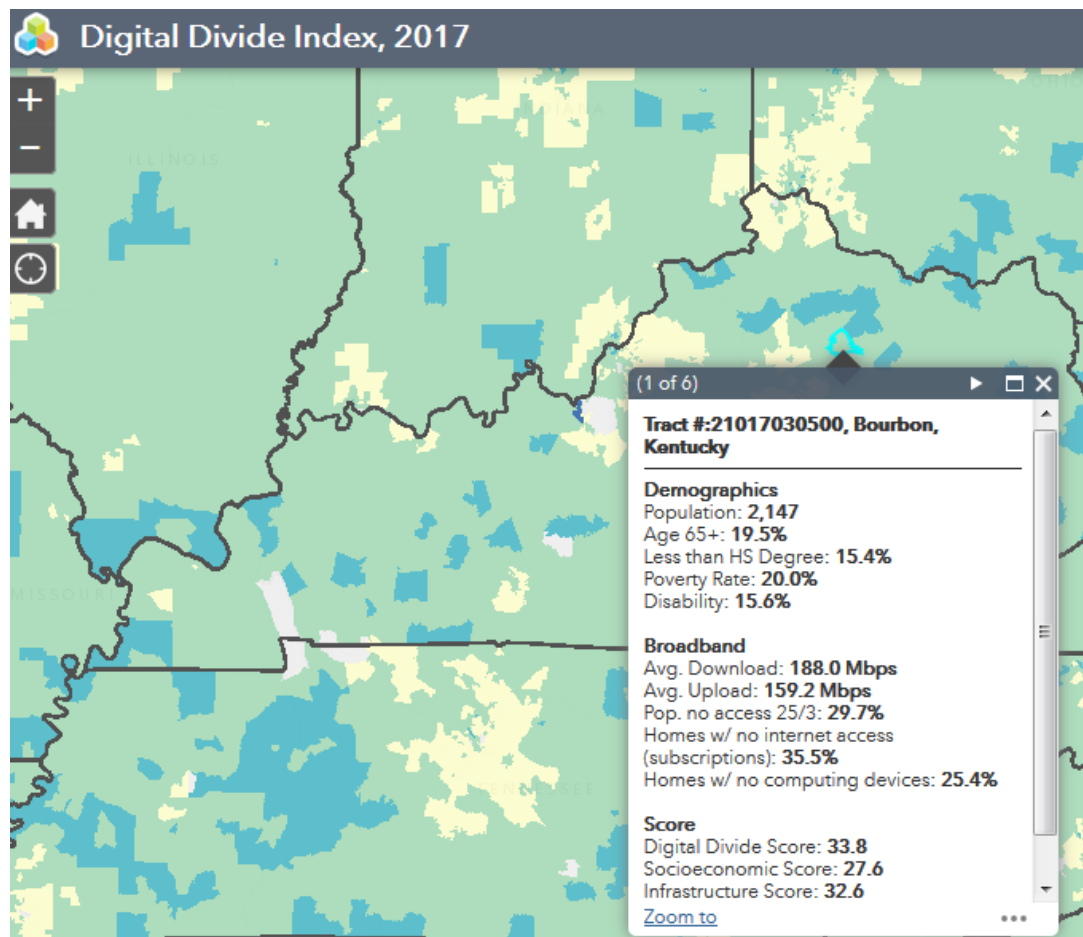 Digital Divide Index, 2017
+
−
ILLINOIS
INDIANA
OHIO
MISSOURI
TENNESSEE
(1 of 6)
Tract #:21017030500, Bourbon,
Kentucky
Demographics
Population: 2,147
Age 65+: 19.5%
Less than HS Degree: 15.4%
Poverty Rate: 20.0%
Disability: 15.6%
Broadband
Avg. Download: 188.0 Mbps
Avg. Upload: 159.2 Mbps
Pop. no access 25/3: 29.7%
Homes w/ no internet access
(subscriptions): 35.5%
Homes w/ no computing devices: 25.4%
Score
Digital Divide Score: 33.8
Socioeconomic Score: 27.6
Infrastructure Score: 32.6
Zoom to